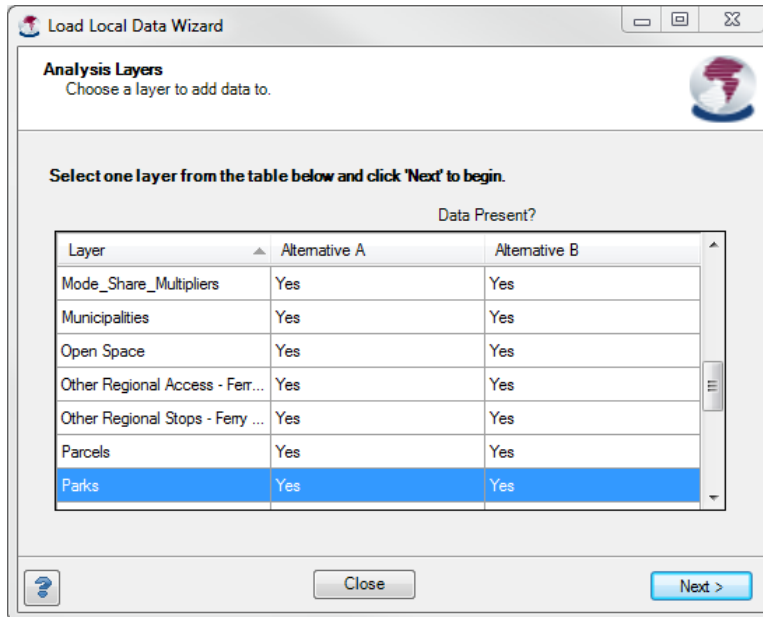 Load Local Data Wizard
Analysis Layers
Choose a layer to add data to.
Select one layer from the table below and click 'Next' to begin.
Data Present?
Layer Alternative A Alternative B
Mode_Share_Multipliers Yes Yes
Municipalities Yes Yes
Open Space Yes Yes
Other Regional Access - Ferr... Yes Yes
Other Regional Stops - Ferry ... Yes Yes
Parcels Yes Yes
Parks Yes Yes
? Close Next >